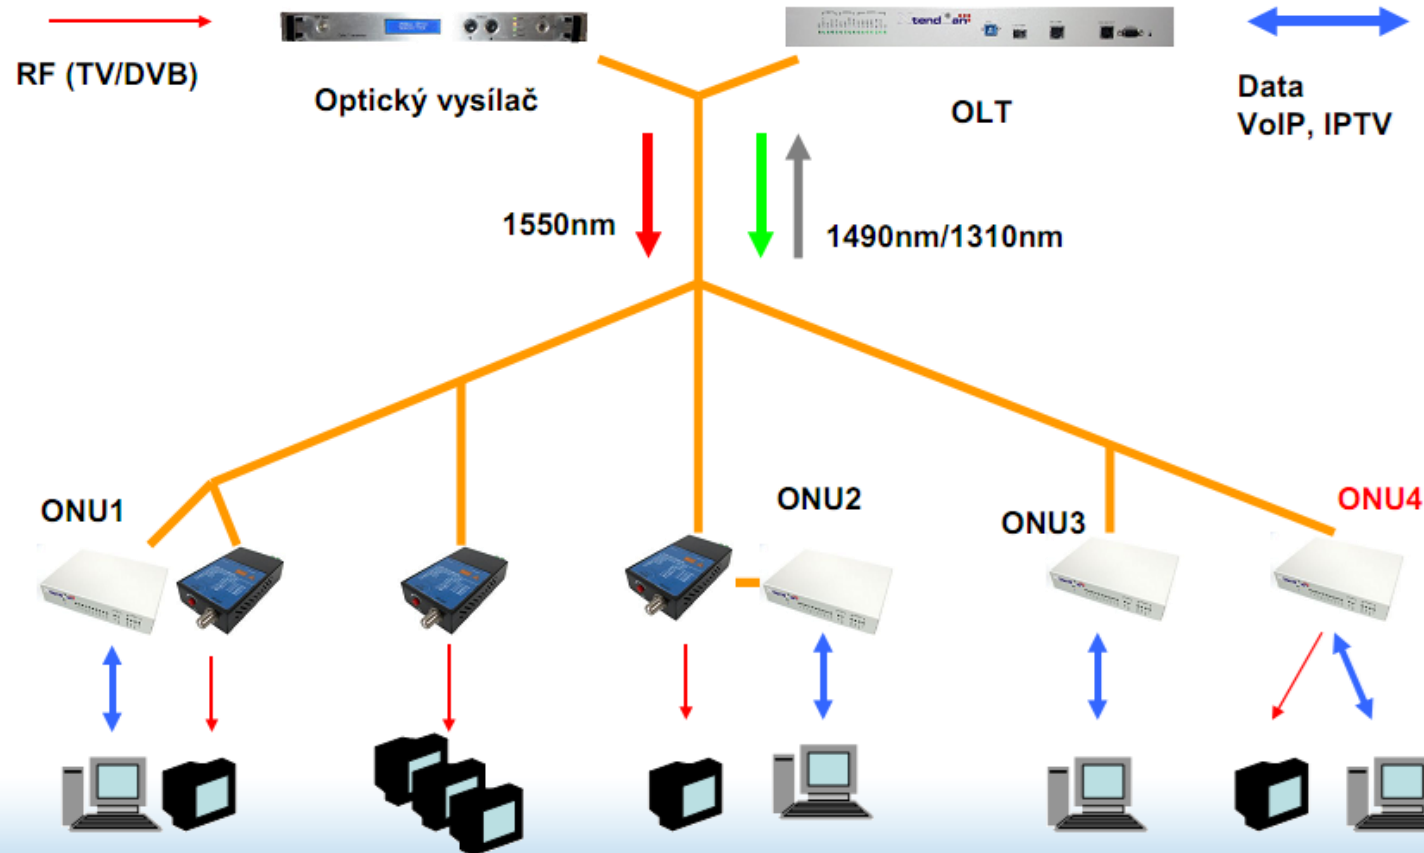 RF (TV/DVB)
Optický vysílač
OLT
Data
VoIP, IPTV
1550nm
1490nm/1310nm
ONU1
ONU2
ONU3
ONU4